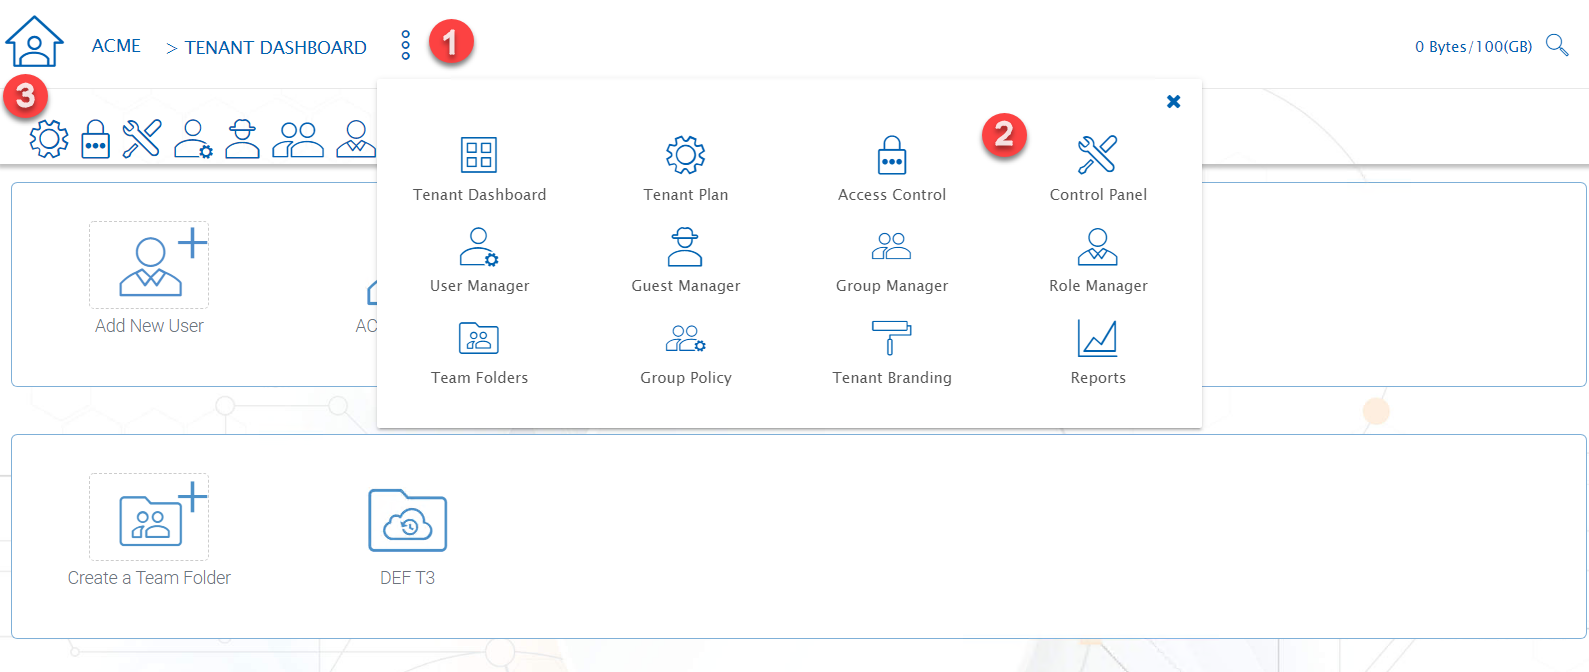 ACME > TENANT DASHBOARD 1 0 Bytes/100(GB)
3
2
Tenant Dashboard Tenant Plan Access Control Control Panel
User Manager Guest Manager Group Manager Role Manager
Add New User AC
Team Folders Group Policy Tenant Branding Reports
Create a Team Folder DEF T3